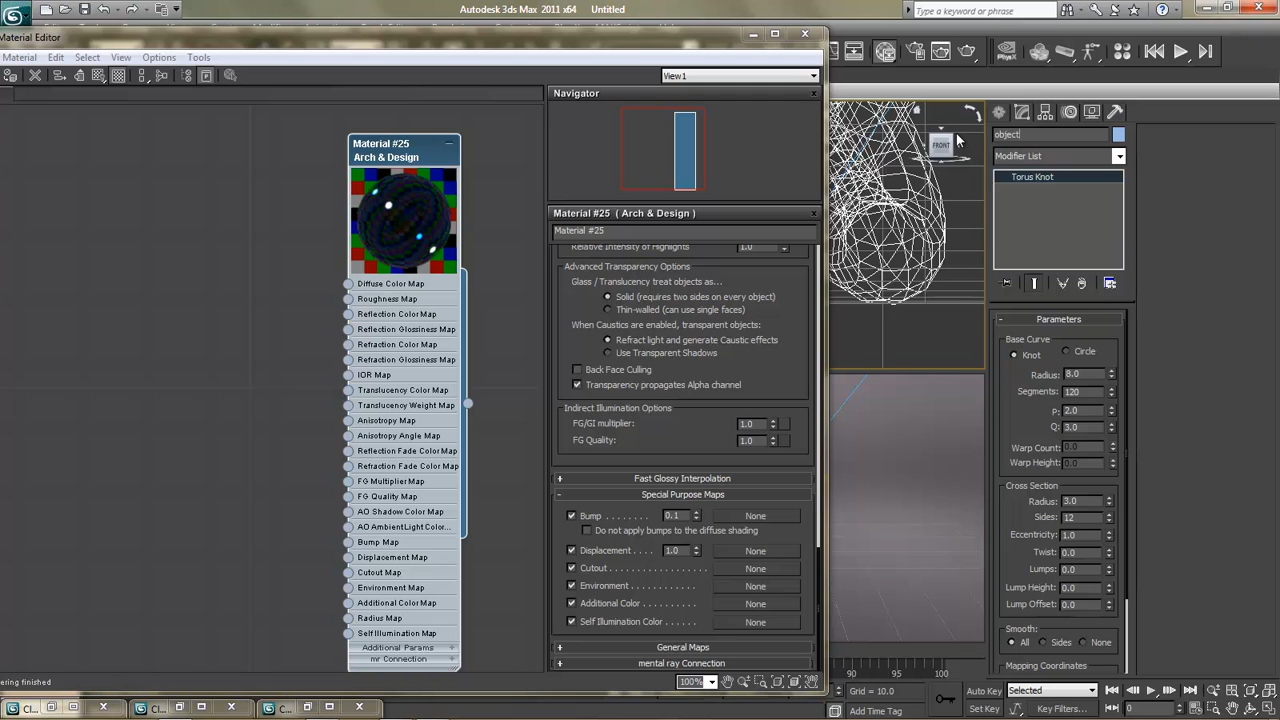 Autodesk 3ds Max 2011 x64 Untitled
Type a keyword or phrase
Material Editor
Material Edit Select View Options Tools
View1
Navigator
Material #25
Arch & Design
Diffuse Color Map
Roughness Map
Reflection Color Map
Reflection Glossiness Map
Refraction Color Map
Refraction Glossiness Map
IOR Map
Translucency Color Map
Translucency Weight Map
Anisotropy Map
Anisotropy Angle Map
Reflection Fade Color Map
Refraction Fade Color Map
FG Multiplier Map
FG Quality Map
AO Shadow Color Map
AO AmbientLight Color...
Bump Map
Displacement Map
Cutout Map
Environment Map
Additional Color Map
Radius Map
Self Illumination Map
Additional Params +
mr Connection +
Material #25 ( Arch & Design )
Material #25
Relative Intensity of Highlights 1.0
Advanced Transparency Options
Glass / Translucency treat objects as...
Solid (requires two sides on every object)
Thin-walled (can use single faces)
When Caustics are enabled, transparent objects:
Refract light and generate Caustic effects
Use Transparent Shadows
Back Face Culling
Transparency propagates Alpha channel
Indirect Illumination Options
FG/GI multiplier: 1.0
FG Quality: 1.0
+ Fast Glossy Interpolation
- Special Purpose Maps
Bump ........ 0.1 None
Do not apply bumps to the diffuse shading
Displacement .... 1.0 None
Cutout .................... None
Environment ........ None
Additional Color .......... None
Self Illumination Color ...... None
+ General Maps
+ mental ray Connection
100%
ering finished
FRONT
object
Modifier List
Torus Knot
- Parameters
Base Curve
Knot Circle
Radius: 8.0
Segments: 120
P: 2.0
Q: 3.0
Warp Count: 0.0
Warp Height: 0.0
Cross Section
Radius: 3.0
Sides: 12
Eccentricity: 1.0
Twist: 0.0
Lumps: 0.0
Lump Height: 0.0
Lump Offset: 0.0
Smooth:
All Sides None
Mapping Coordinates
85 90 95 100
Grid = 10.0
Add Time Tag
Auto Key Selected
Set Key Key Filters...
0
Cl... C... C...